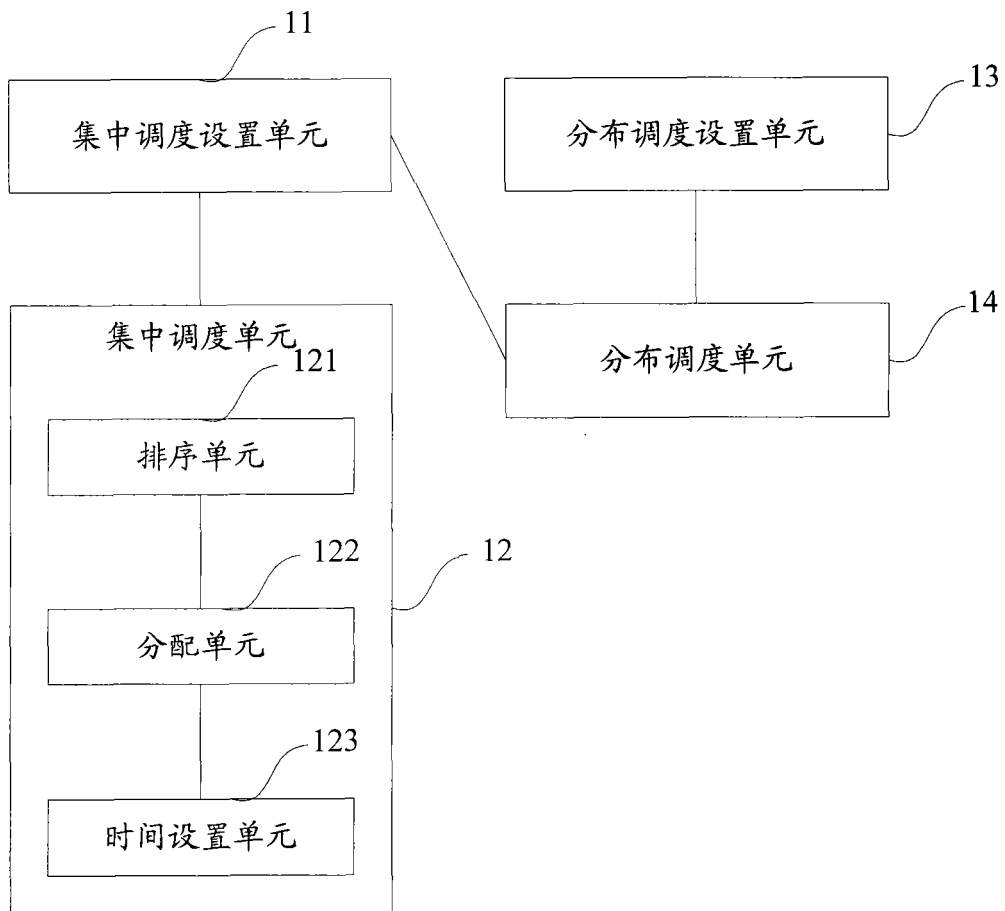 11
13
集中调度设置单元
分布调度设置单元
14
集中调度单元
分布调度单元
121
排序单元
122
12
分配单元
123
时间设置单元